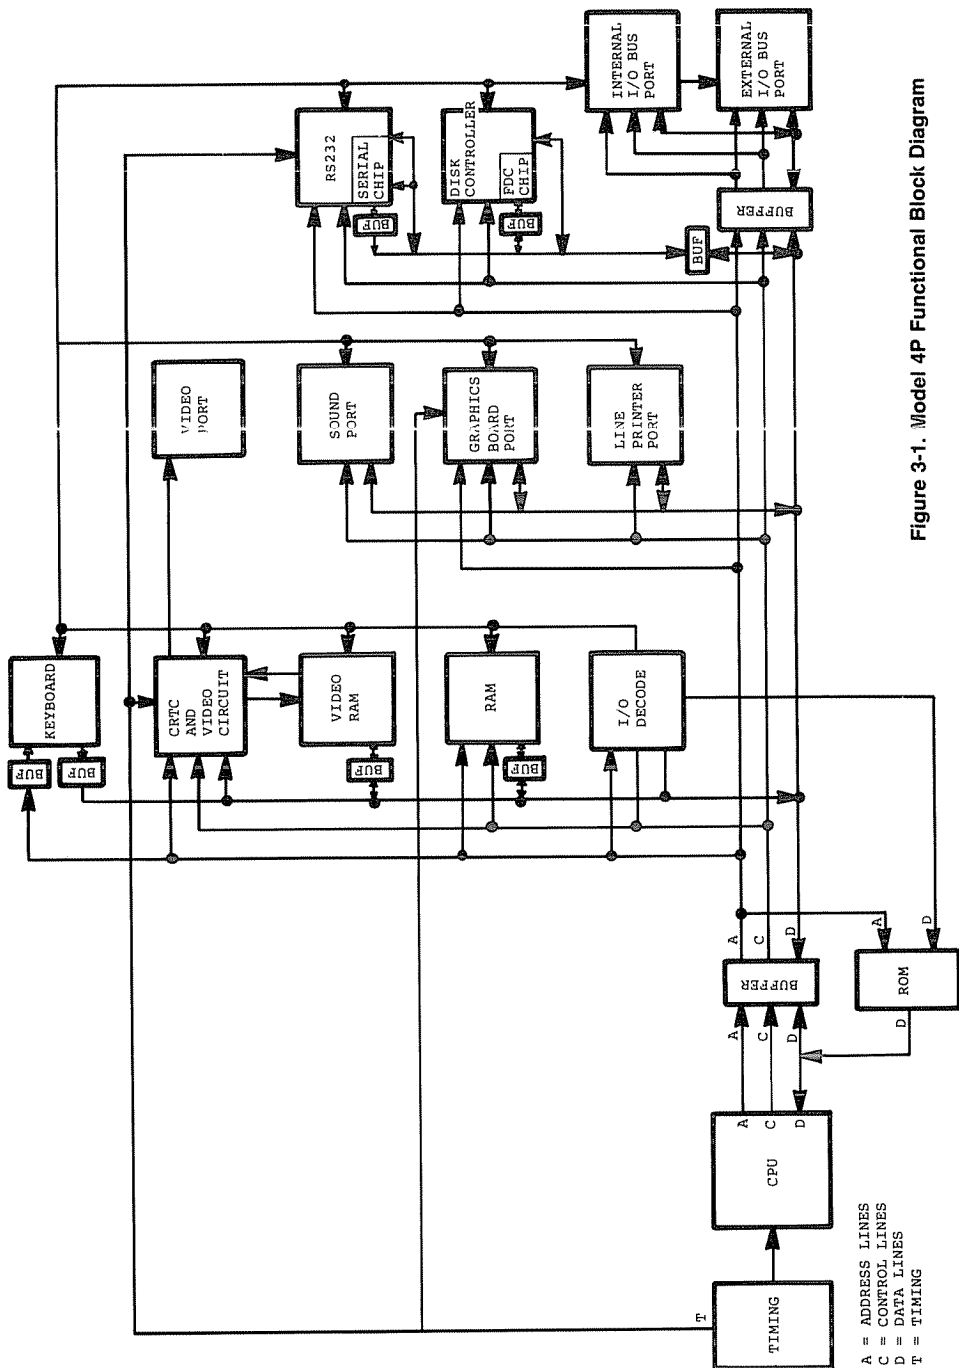 KEYBOARD
BUF
BUF
CRTC
AND
VIDEO
CIRCUIT
VIDEO
RAM
BUF
RAM
BUF
I/O
DECODE
VIDEO
PORT
SOUND
PORT
GRAPHICS
BOARD
PORT
LINE
PRINTER
PORT
RS232
SERIAL
CHIP
BUF
DISK
CONTROLLER
FDC
CHIP
BUF
BUF
INTERNAL
I/O BUS
PORT
EXTERNAL
I/O BUS
PORT
BUFFER
T
TIMING
CPU
A
C
D
A
C
D
BUFFER
A
C
D
A
D
ROM
D
A = ADDRESS LINES
C = CONTROL LINES
D = DATA LINES
T = TIMING
Figure 3-1. Model 4P Functional Block Diagram